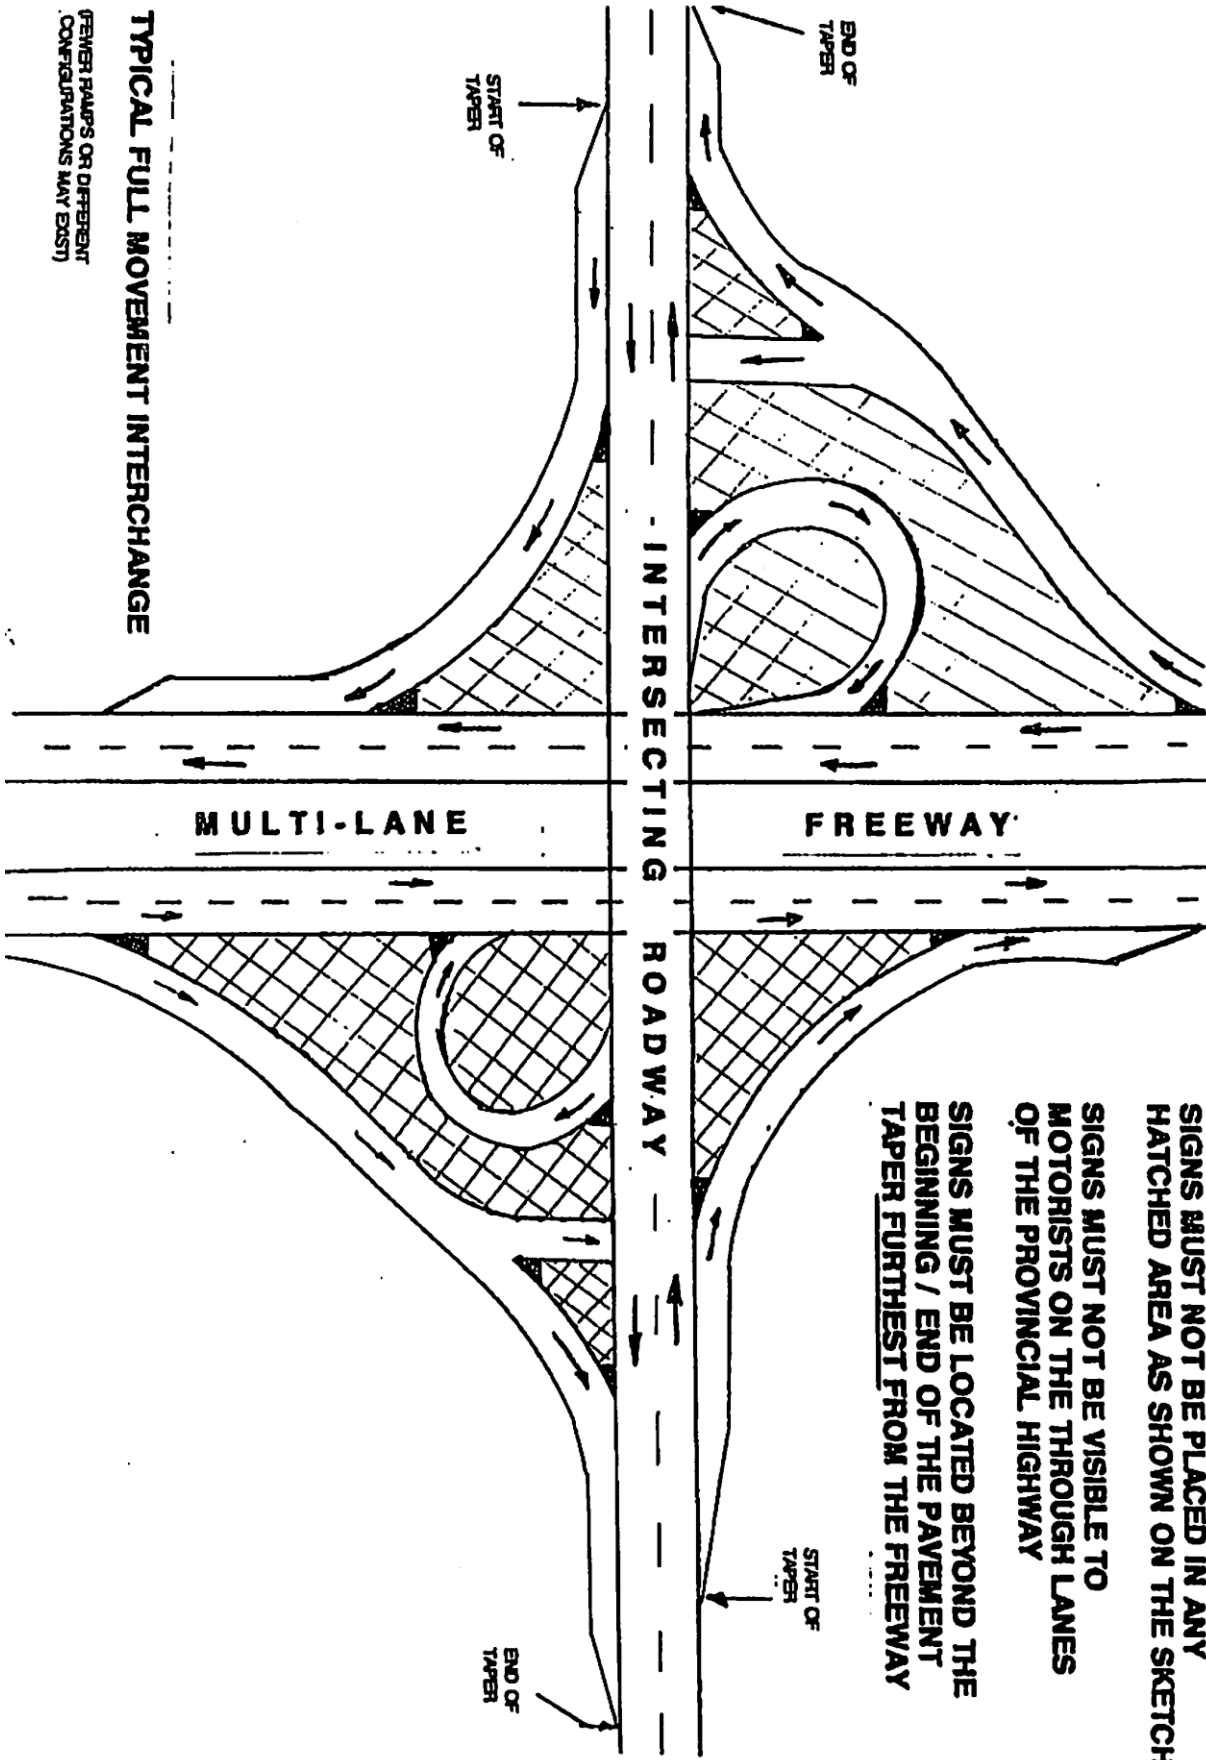 SIGNS MUST NOT BE PLACED IN ANY
HATCHED AREA AS SHOWN ON THE SKETCH
SIGNS MUST NOT BE VISIBLE TO
MOTORISTS ON THE THROUGH LANES
OF THE PROVINCIAL HIGHWAY
SIGNS MUST BE LOCATED BEYOND THE
BEGINNING / END OF THE PAVEMENT
TAPER FURTHEST FROM THE FREEWAY
END OF
TAPER
START OF
TAPER
START OF
TAPER
END OF
TAPER
INTERSECTING ROADWAY
MULTI-LANE FREEWAY
TYPICAL FULL MOVEMENT INTERCHANGE
(FEWER RAMPS OR DIFFERENT
CONFIGURATIONS MAY EXIST)